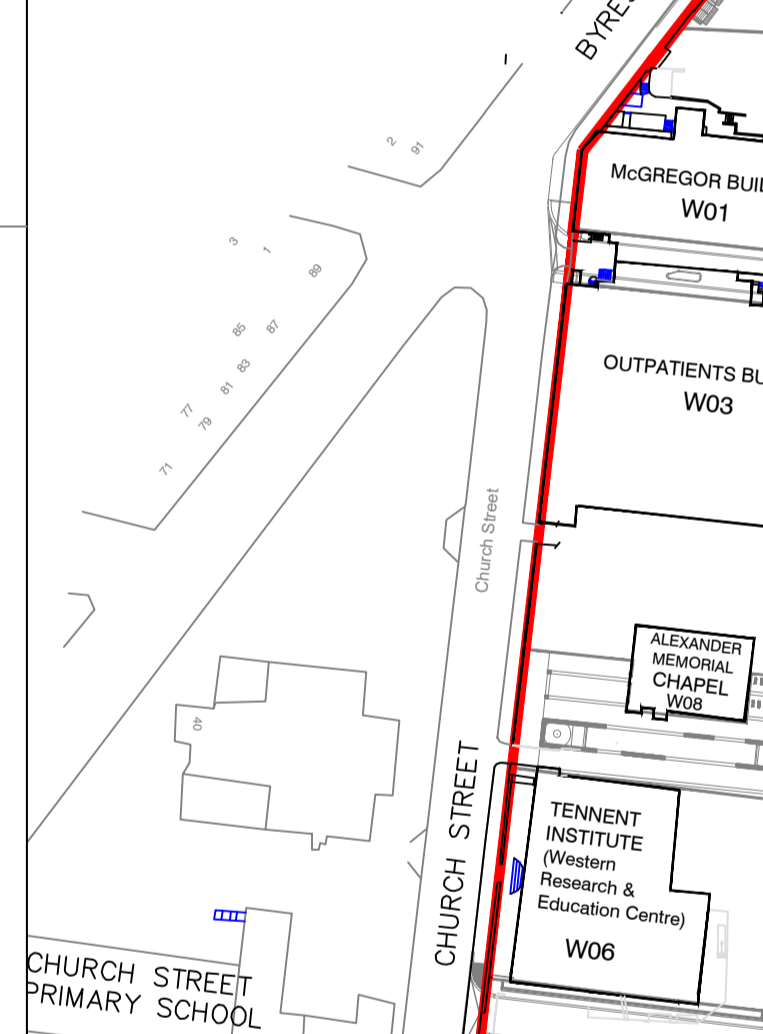 BYRES
2
91
McGREGOR BUIL
W01
3
1
89
87
85
83
81
77
79
71
OUTPATIENTS BU
W03
Church Street
ALEXANDER
MEMORIAL
CHAPEL
W08
40
CHURCH STREET
TENNENT
INSTITUTE
(Western
Research &
Education Centre)
W06
CHURCH STREET
PRIMARY SCHOOL